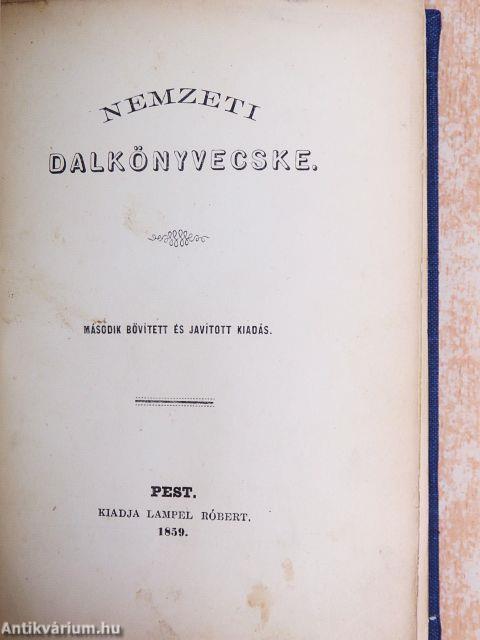 NEMZETI
DALKÖNYVECSKE.
MÁSODIK BŐVÍTETT ÉS JAVÍTOTT KIADÁS.
PEST.
KIADJA LAMPEL RÓBERT.
1859.
Antikvárium.hu